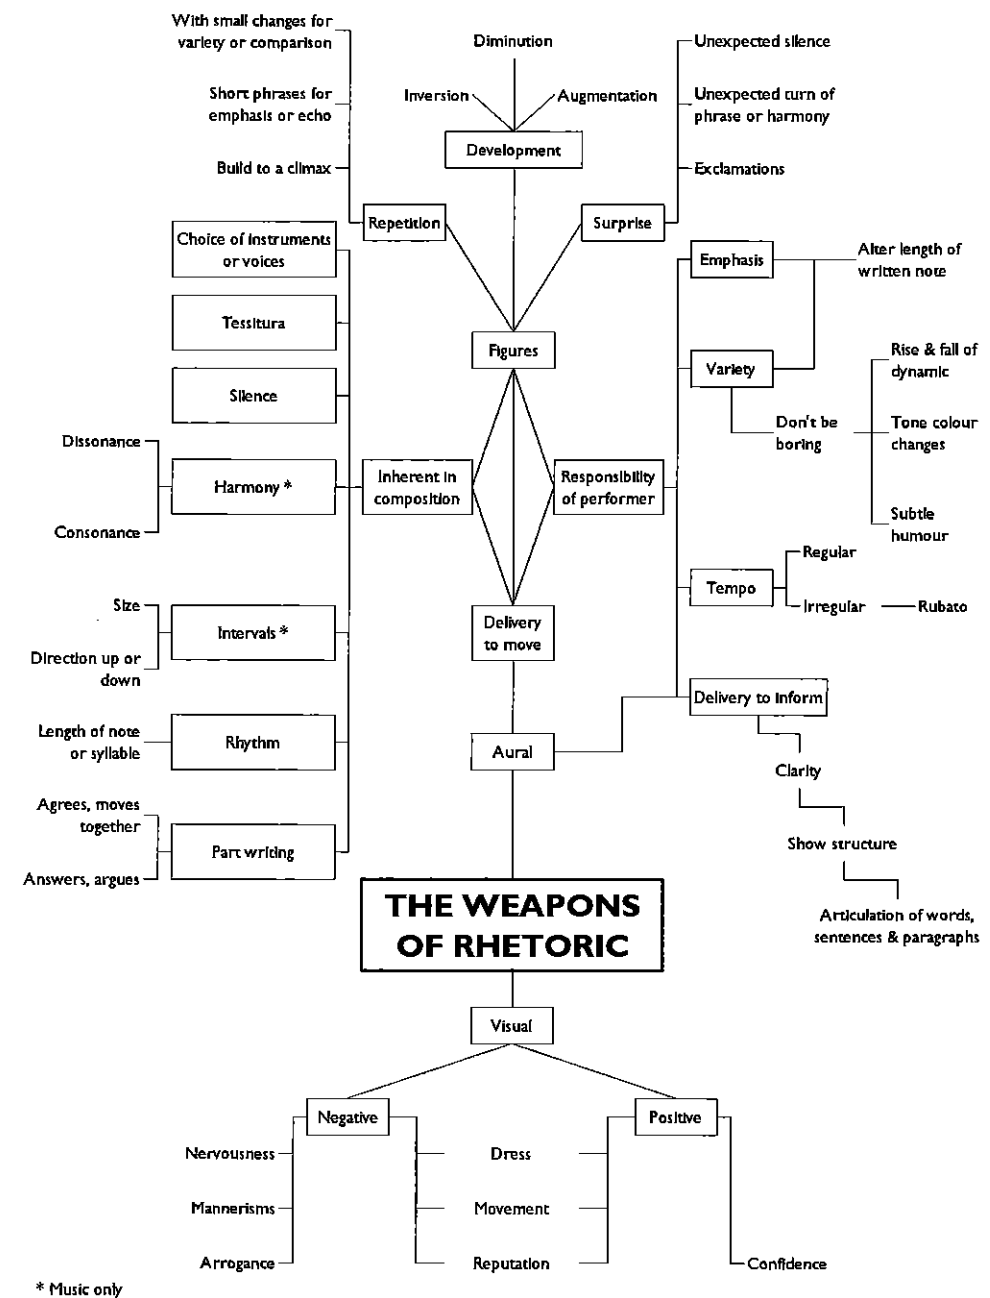 With small changes for
variety or comparison
Diminution
Unexpected silence
Short phrases for
emphasis or echo
Inversion
Augmentation
Unexpected turn of
phrase or harmony
Development
Build to a climax
Exclamations
Repetition
Surprise
Choice of instruments
or voices
Emphasis
Alter length of
written note
Tessitura
Figures
Variety
Rise & fall of
dynamic
Silence
Don't be
boring
Tone colour
changes
Dissonance
Harmony *
Inherent in
composition
Responsibility
of performer
Consonance
Subtle
humour
Regular
Tempo
Size
Irregular
Rubato
Intervals *
Delivery
to move
Direction up or
down
Delivery to inform
Length of note
or syllable
Rhythm
Aural
Clarity
Agrees, moves
together
Show structure
Part writing
Answers, argues
THE WEAPONS
OF RHETORIC
Articulation of words,
sentences & paragraphs
Visual
Negative
Positive
Nervousness
Dress
Mannerisms
Movement
Arrogance
Reputation
Confidence
* Music only